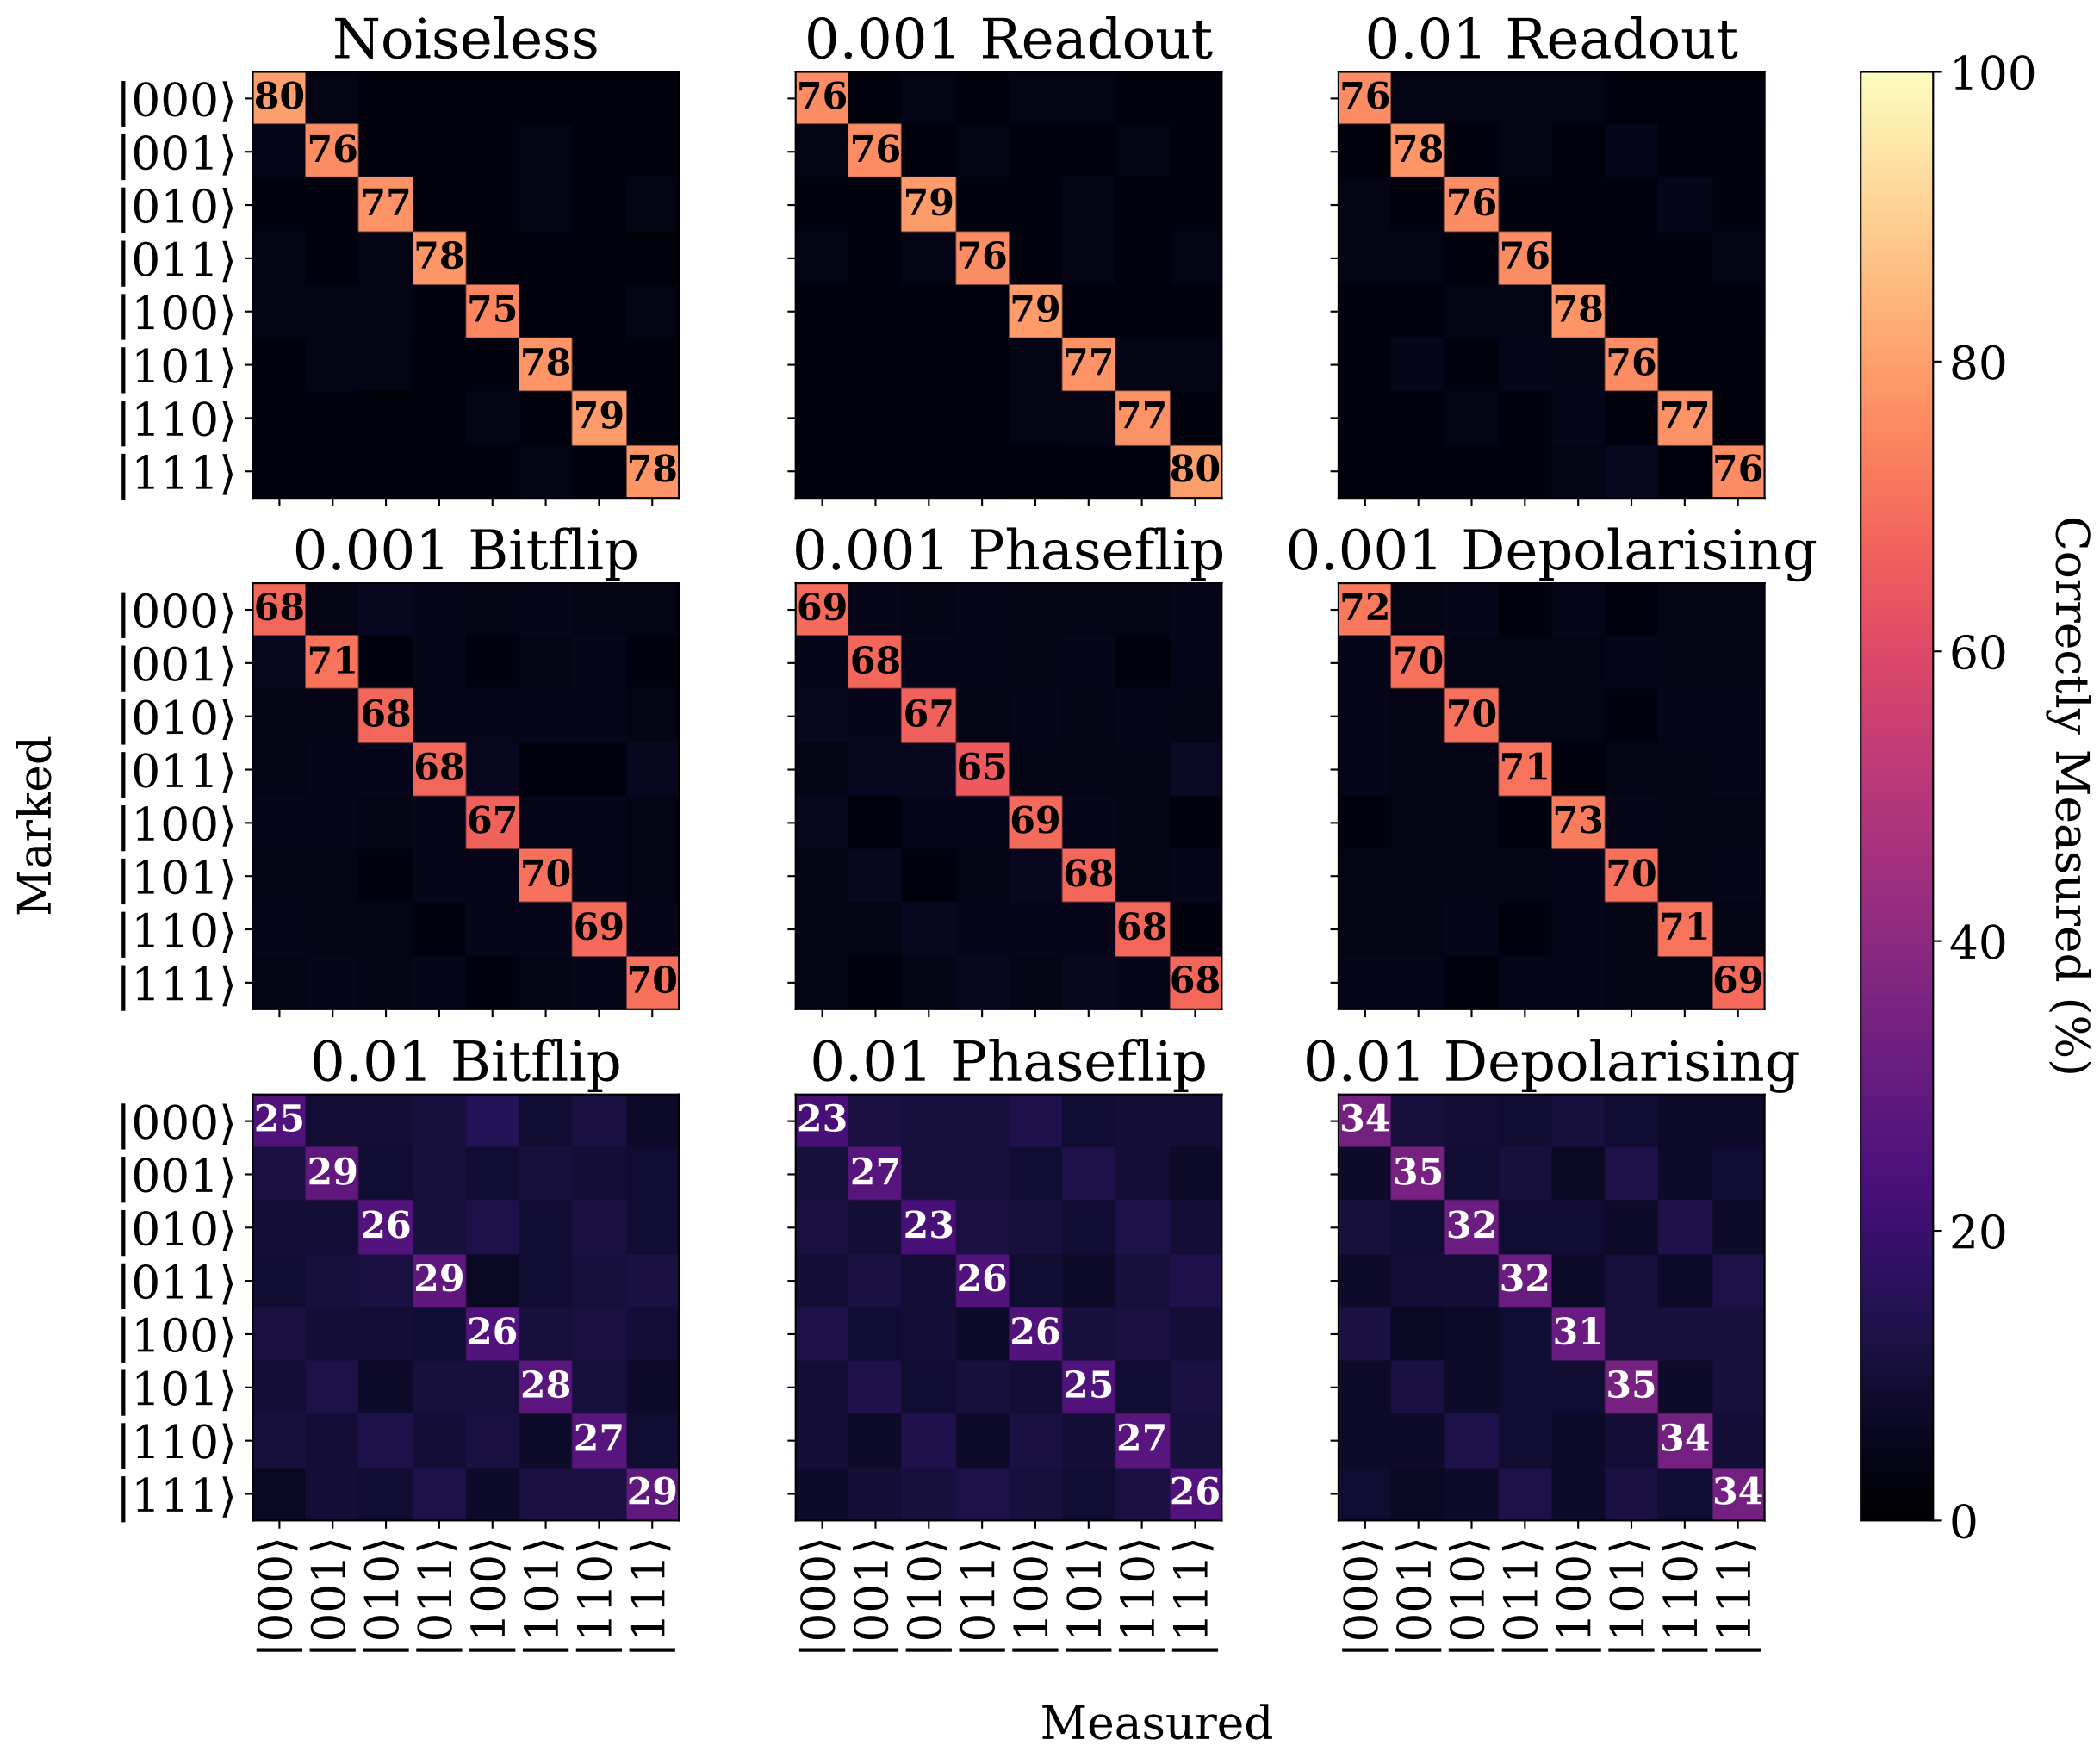 Noiseless 0.001 Readout 0.01 Readout
100
|000⟩ 80 76 76
|001⟩ 76 76 78
|010⟩ 77 79 76
|011⟩ 78 76 76
|100⟩ 75 79 78
80
|101⟩ 78 77 76
|110⟩ 79 77 77
|111⟩ 78 80 76
0.001 Bitflip 0.001 Phaseflip 0.001 Depolarising
|000⟩ 68 69 72
60
|001⟩ 71 68 70
|010⟩ 68 67 70
|011⟩ 68 65 71
|100⟩ 67 69 73
|101⟩ 70 68 70
|110⟩ 69 68 71
40
|111⟩ 70 68 69
0.01 Bitflip 0.01 Phaseflip 0.01 Depolarising
|000⟩ 25 23 34
|001⟩ 29 27 35
|010⟩ 26 23 32
20
|011⟩ 29 26 32
|100⟩ 26 26 31
|101⟩ 28 25 35
|110⟩ 27 27 34
|111⟩ 29 26 34
0
|000⟩ |001⟩ |010⟩ |011⟩ |100⟩ |101⟩ |110⟩ |111⟩
|000⟩ |001⟩ |010⟩ |011⟩ |100⟩ |101⟩ |110⟩ |111⟩
|000⟩ |001⟩ |010⟩ |011⟩ |100⟩ |101⟩ |110⟩ |111⟩
Marked
Measured
Correctly Measured (%)